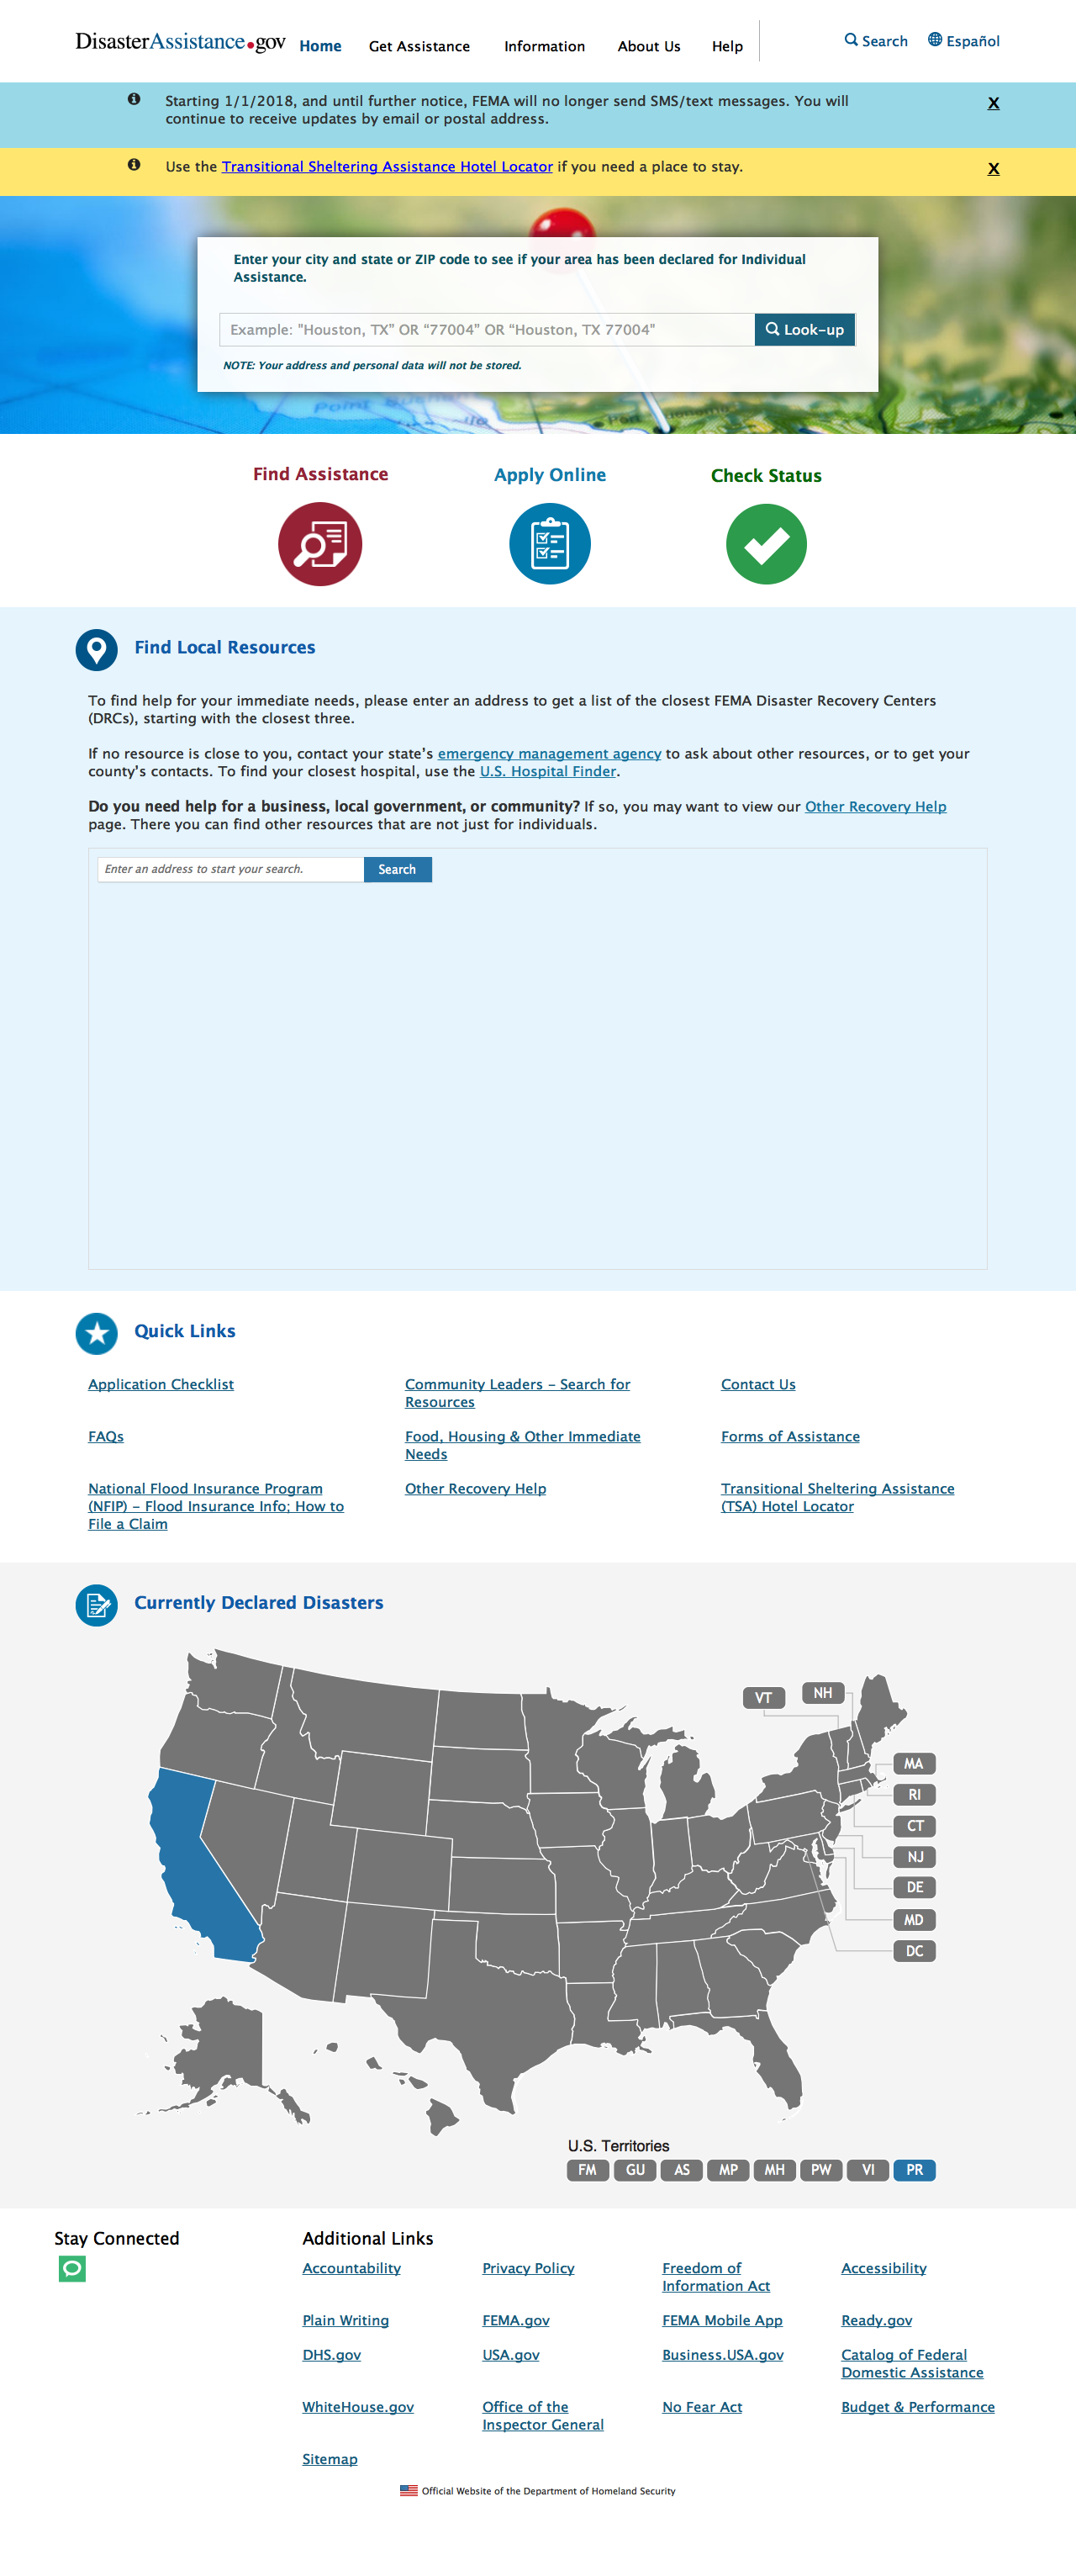 DisasterAssistance.gov
Home
Get Assistance
Information
About Us
Help
Search
Español
Starting 1/1/2018, and until further notice, FEMA will no longer send SMS/text messages. You will
continue to receive updates by email or postal address.
X
Use the Transitional Sheltering Assistance Hotel Locator if you need a place to stay.
X
Enter your city and state or ZIP code to see if your area has been declared for Individual
Assistance.
Example: "Houston, TX” OR “77004” OR “Houston, TX 77004”
Look-up
NOTE: Your address and personal data will not be stored.
Find Assistance
Apply Online
Check Status
Find Local Resources
To find help for your immediate needs, please enter an address to get a list of the closest FEMA Disaster Recovery Centers
(DRCs), starting with the closest three.
If no resource is close to you, contact your state’s emergency management agency to ask about other resources, or to get your
county’s contacts. To find your closest hospital, use the U.S. Hospital Finder.
Do you need help for a business, local government, or community? If so, you may want to view our Other Recovery Help
page. There you can find other resources that are not just for individuals.
Enter an address to start your search.
Search
Quick Links
Application Checklist
Community Leaders – Search for
Resources
Contact Us
FAQs
Food, Housing & Other Immediate
Needs
Forms of Assistance
National Flood Insurance Program
(NFIP) – Flood Insurance Info; How to
File a Claim
Other Recovery Help
Transitional Sheltering Assistance
(TSA) Hotel Locator
Currently Declared Disasters
VT
NH
MA
RI
CT
NJ
DE
MD
DC
U.S. Territories
FM
GU
AS
MP
MH
PW
VI
PR
Stay Connected
Additional Links
Accountability
Privacy Policy
Freedom of
Information Act
Accessibility
Plain Writing
FEMA.gov
FEMA Mobile App
Ready.gov
DHS.gov
USA.gov
Business.USA.gov
Catalog of Federal
Domestic Assistance
WhiteHouse.gov
Office of the
Inspector General
No Fear Act
Budget & Performance
Sitemap
Official Website of the Department of Homeland Security